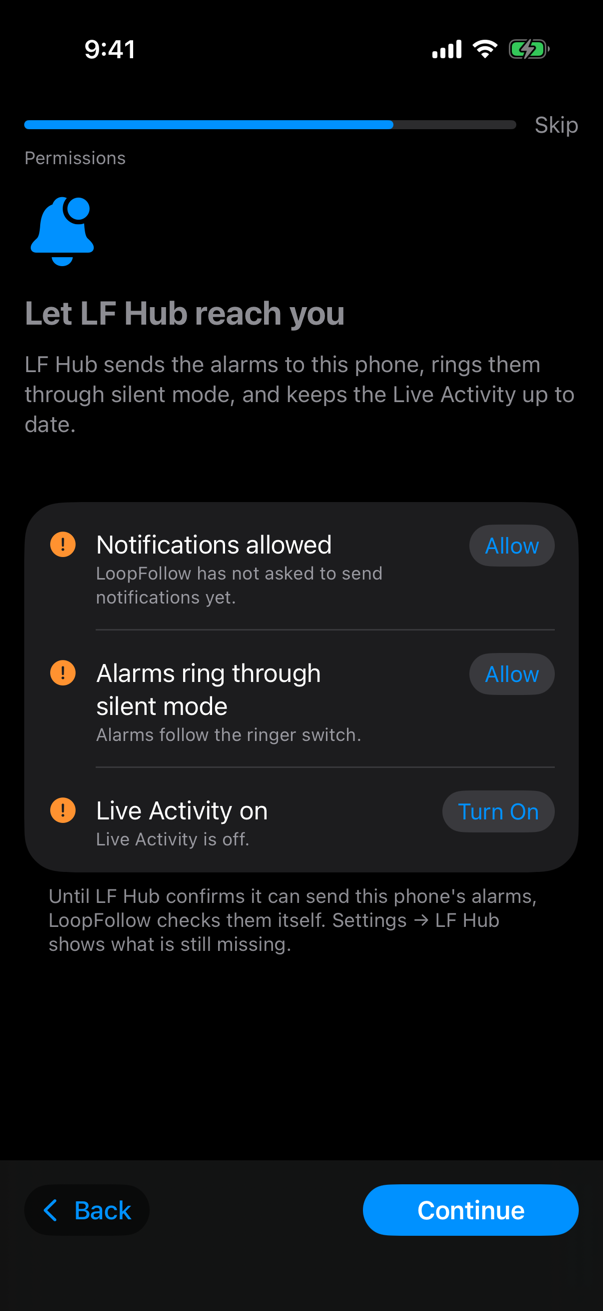 9:41
Skip
Permissions
Let LF Hub reach you
LF Hub sends the alarms to this phone, rings them
through silent mode, and keeps the Live Activity up to
date.
Notifications allowed
Allow
LoopFollow has not asked to send
notifications yet.
Alarms ring through
silent mode
Allow
Alarms follow the ringer switch.
Live Activity on
Turn On
Live Activity is off.
Until LF Hub confirms it can send this phone's alarms,
LoopFollow checks them itself. Settings → LF Hub
shows what is still missing.
Back
Continue